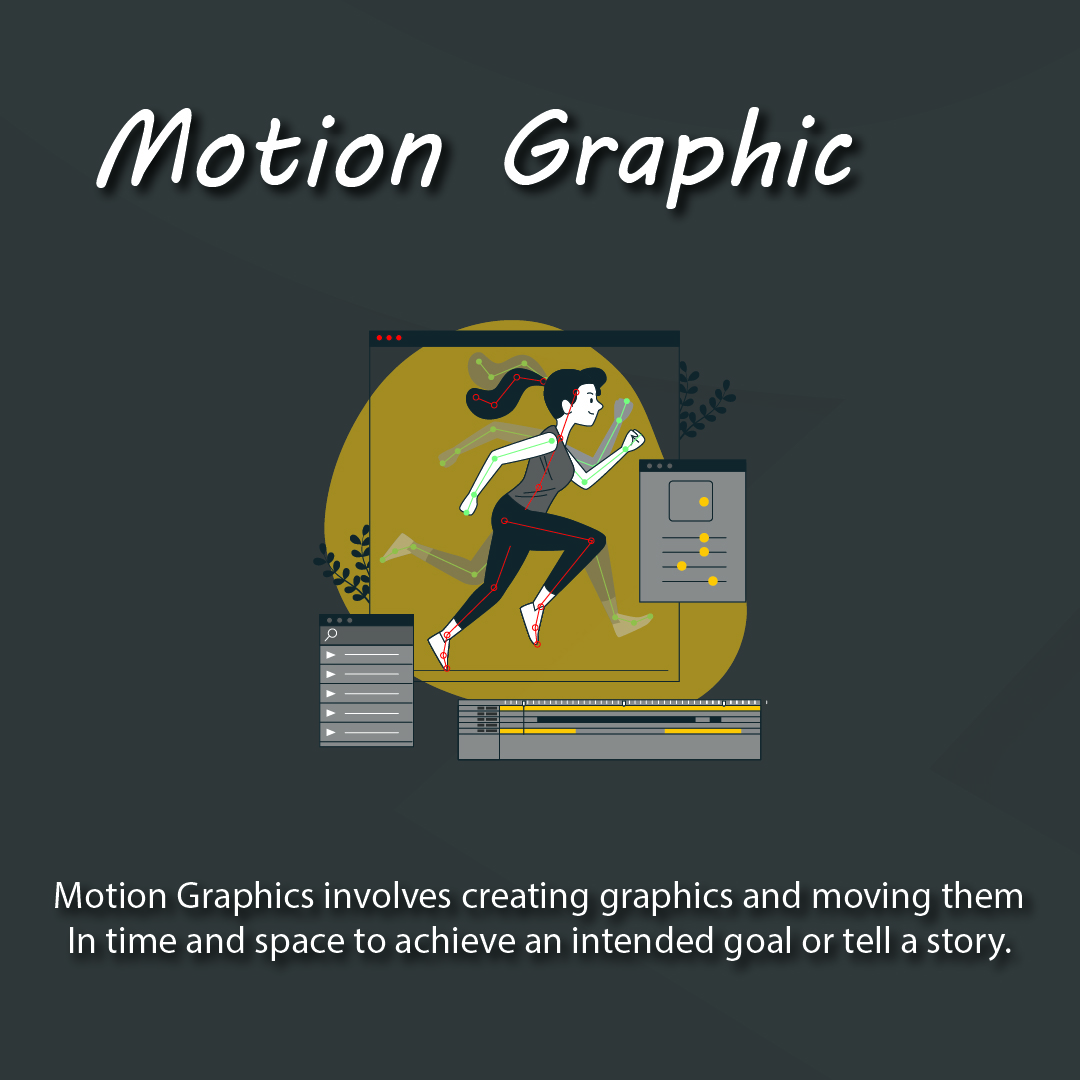 Motion Graphic
Motion Graphics involves creating graphics and moving them
In time and space to achieve an intended goal or tell a story.